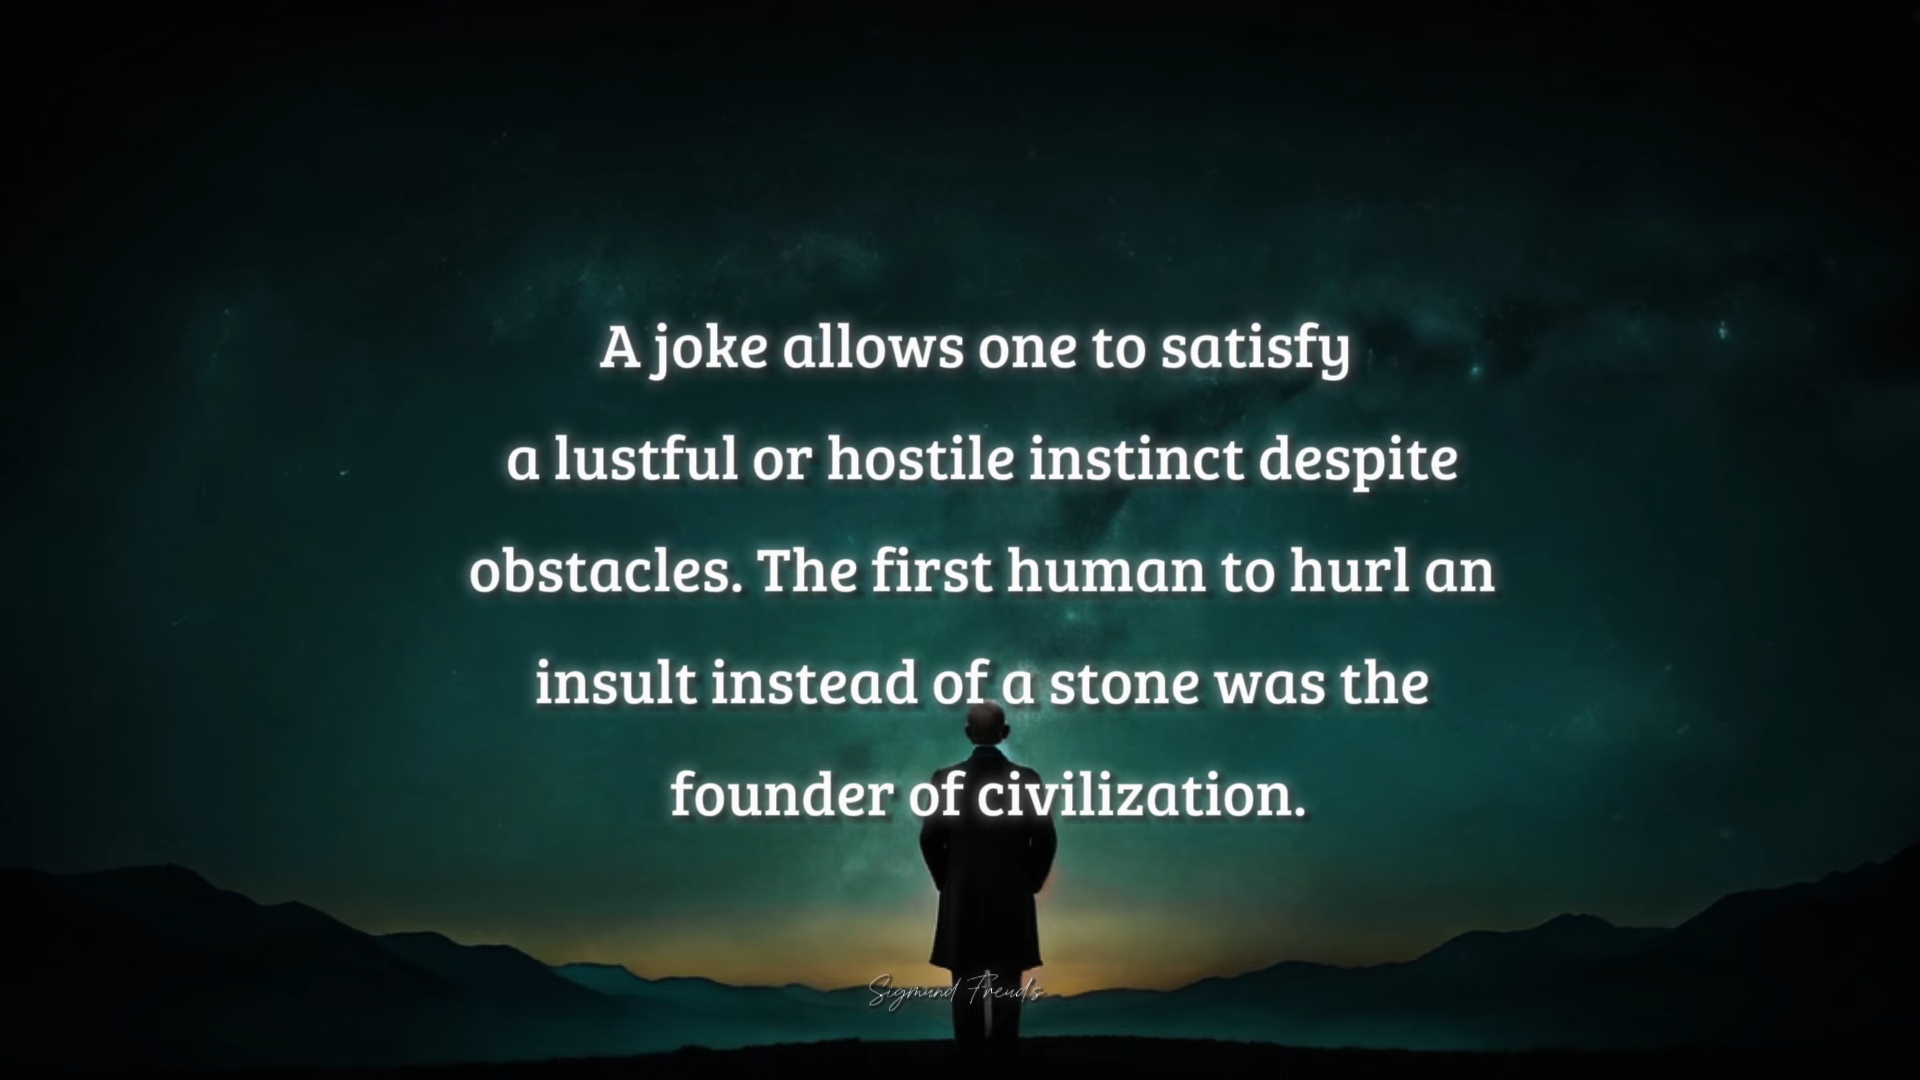 A joke allows one to satisfy
a lustful or hostile instinct despite
obstacles. The first human to hurl an
insult instead of a stone was the
founder of civilization.
Sigmund Freud's